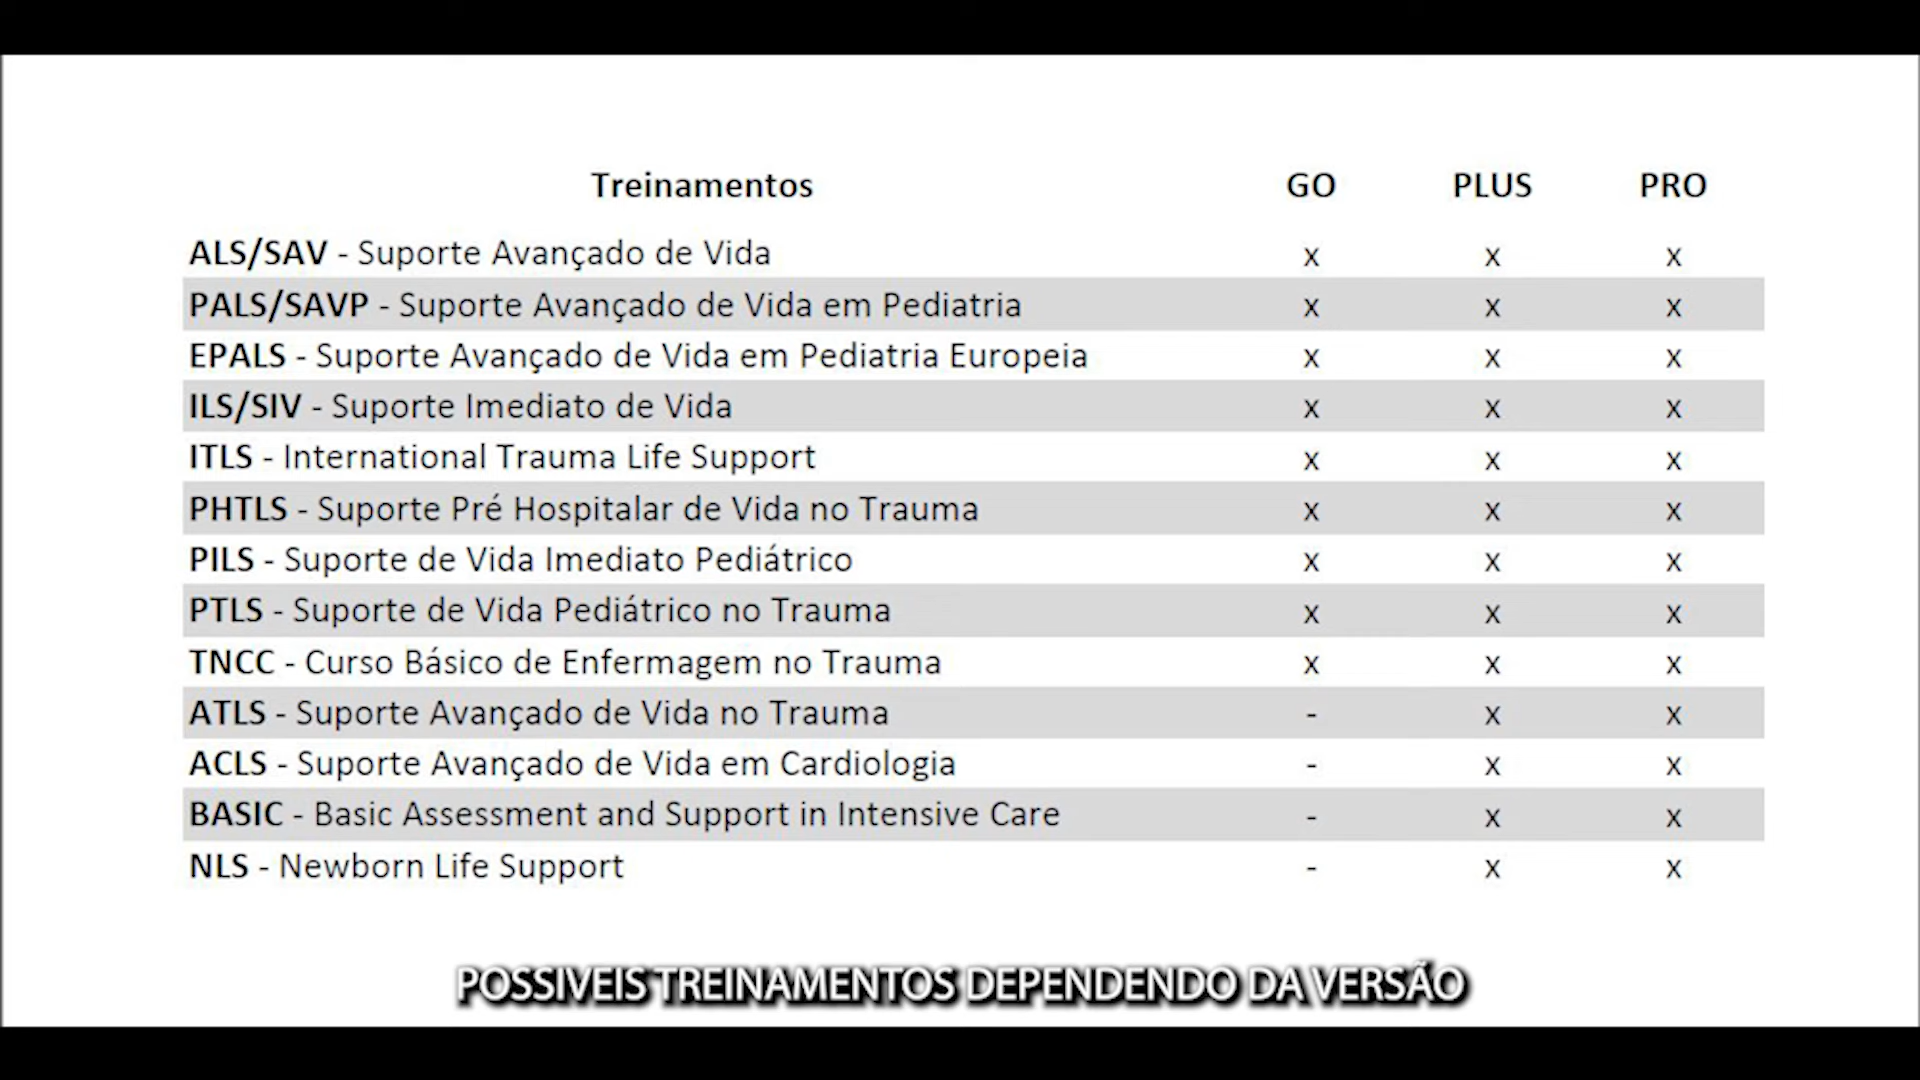 Treinamentos GO PLUS PRO
ALS/SAV - Suporte Avançado de Vida x x x
PALS/SAVP - Suporte Avançado de Vida em Pediatria x x x
EPALS - Suporte Avançado de Vida em Pediatria Europeia x x x
ILS/SIV - Suporte Imediato de Vida x x x
ITLS - International Trauma Life Support x x x
PHTLS - Suporte Pré Hospitalar de Vida no Trauma x x x
PILS - Suporte de Vida Imediato Pediátrico x x x
PTLS - Suporte de Vida Pediátrico no Trauma x x x
TNCC - Curso Básico de Enfermagem no Trauma x x x
ATLS - Suporte Avançado de Vida no Trauma - x x
ACLS - Suporte Avançado de Vida em Cardiologia - x x
BASIC - Basic Assessment and Support in Intensive Care - x x
NLS - Newborn Life Support - x x
POSSIVEIS TREINAMENTOS DEPENDENDO DA VERSÃO